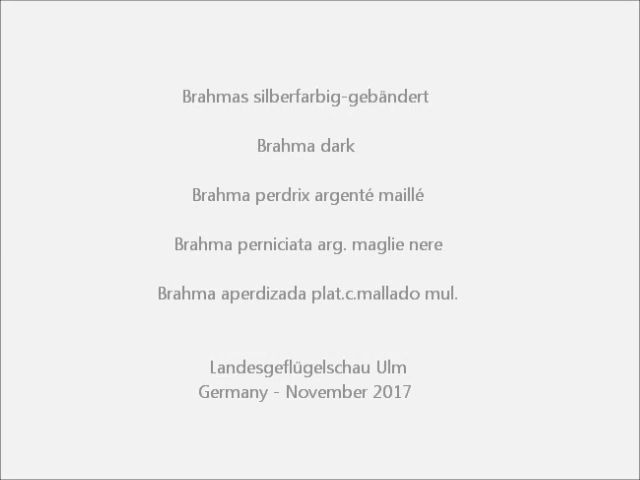 Brahmas silberfarbig-gebändert
Brahma dark
Brahma perdrix argenté maillé
Brahma perniciata arg. maglie nere
Brahma aperdizada plat.c.mallado mul.
Landesgeflügelschau Ulm
Germany - November 2017